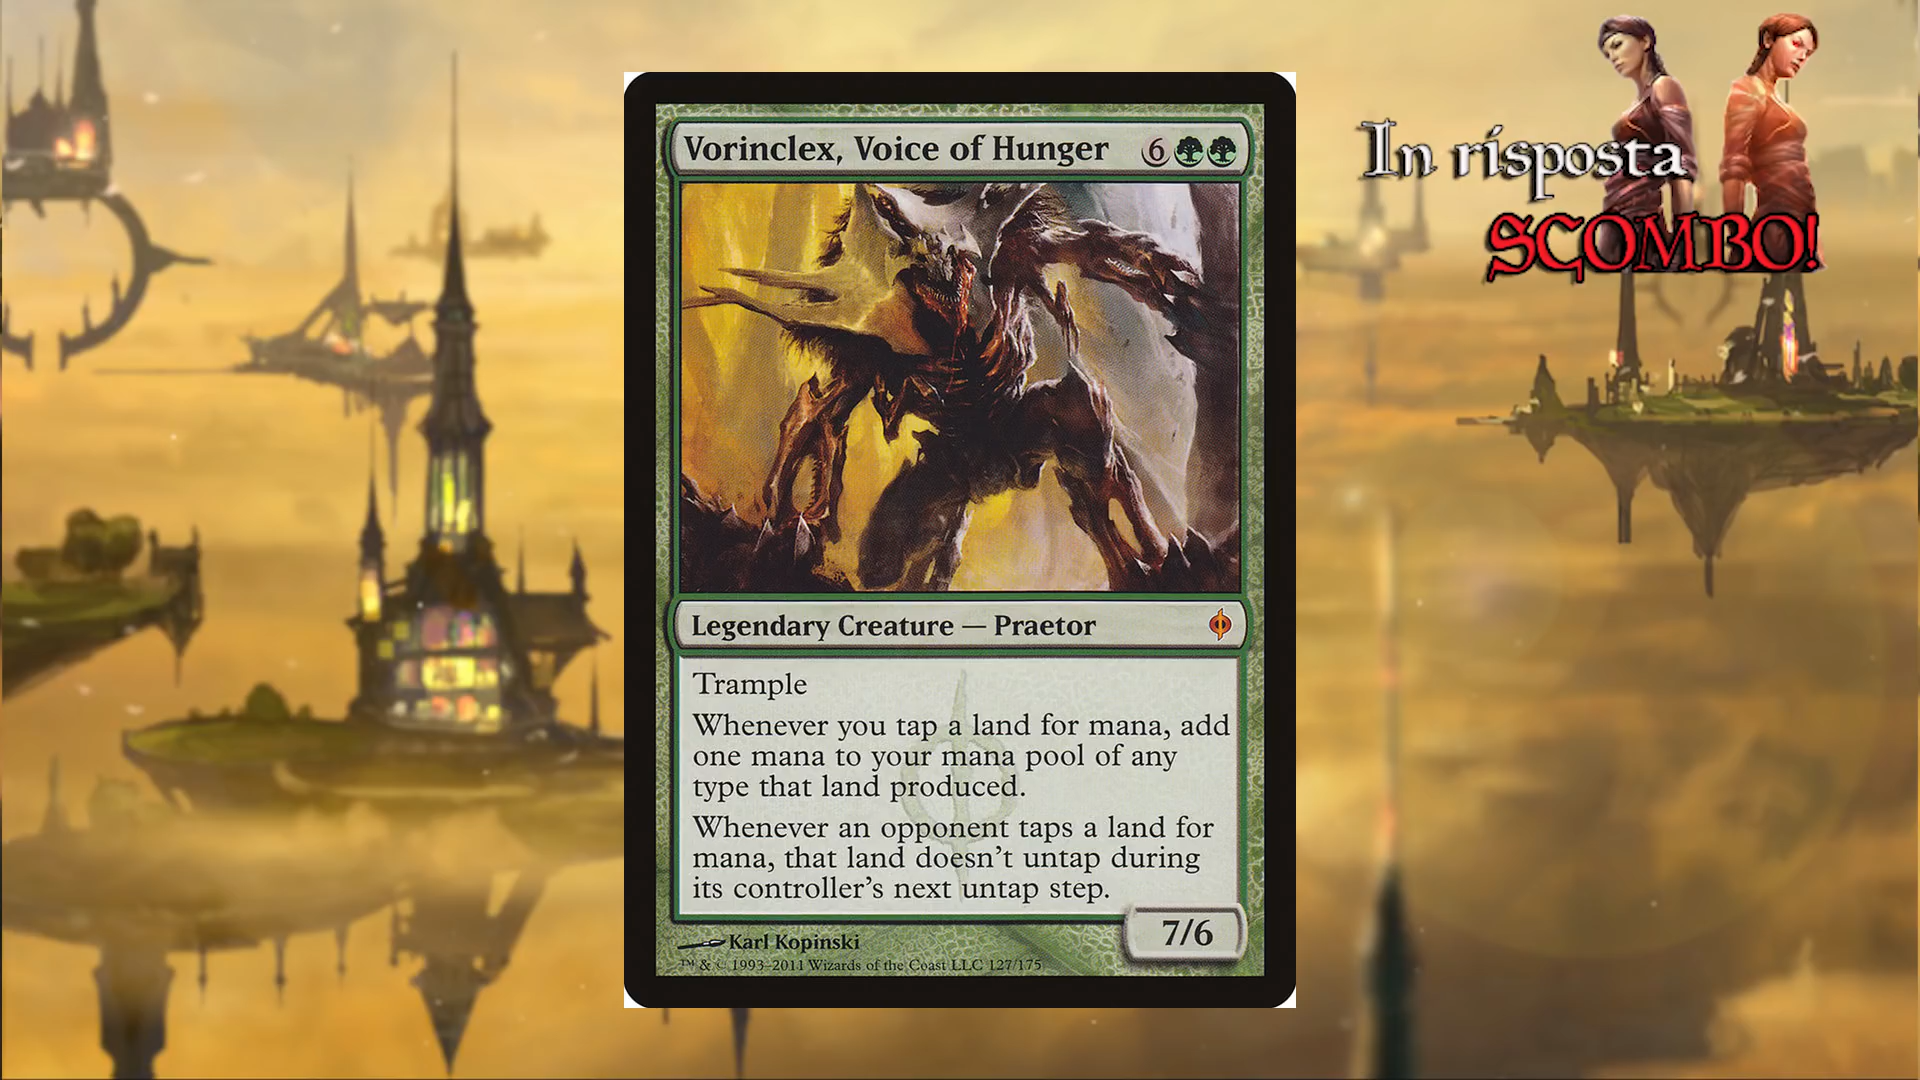 Vorinclex, Voice of Hunger 6
In risposta
SCOMBO!
Legendary Creature — Praetor
Trample
Whenever you tap a land for mana, add
one mana to your mana pool of any
type that land produced.
Whenever an opponent taps a land for
mana, that land doesn't untap during
its controller's next untap step.
7/6
Karl Kopinski
™ & © 1993–2011 Wizards of the Coast LLC 127/175